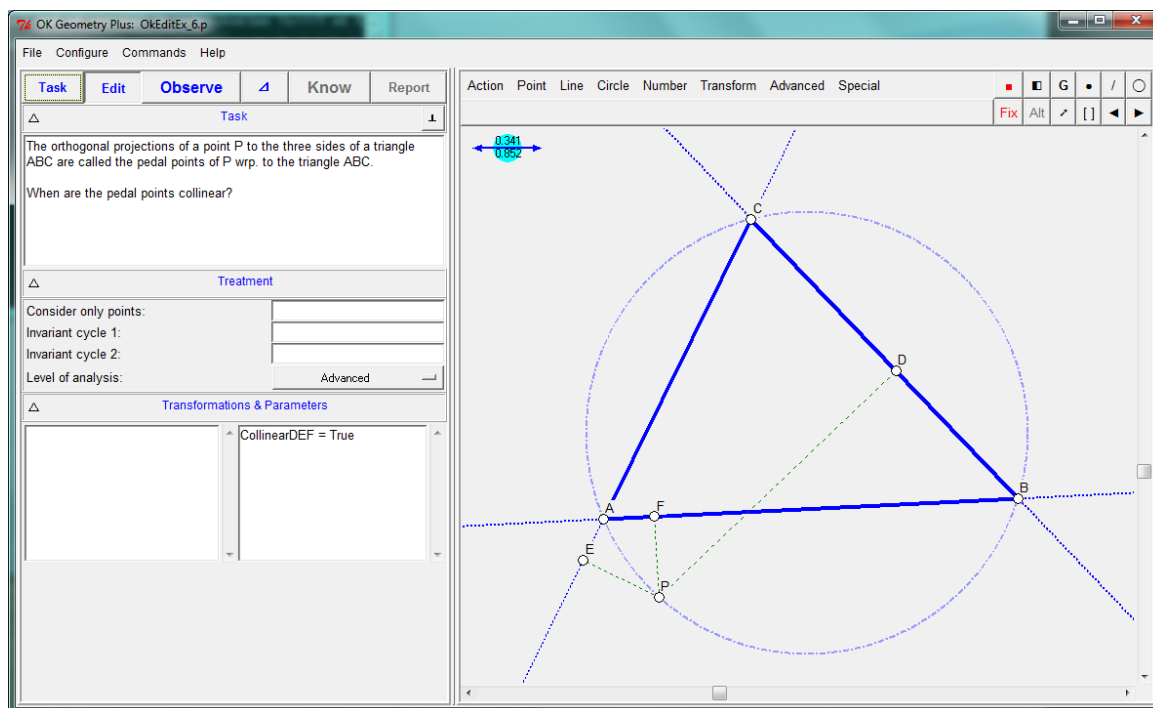 OK Geometry Plus: OkEditEx_6.p
File Configure Commands Help
Task Edit Observe Know Report
Task
The orthogonal projections of a point P to the three sides of a triangle
ABC are called the pedal points of P wrp. to the triangle ABC.
When are the pedal points collinear?
Treatment
Consider only points:
Invariant cycle 1:
Invariant cycle 2:
Level of analysis: Advanced
Transformations & Parameters
CollinearDEF = True
Action Point Line Circle Number Transform Advanced Special
G
Fix Alt [ ]
0.341
0.852
C
D
B
A
F
E
P